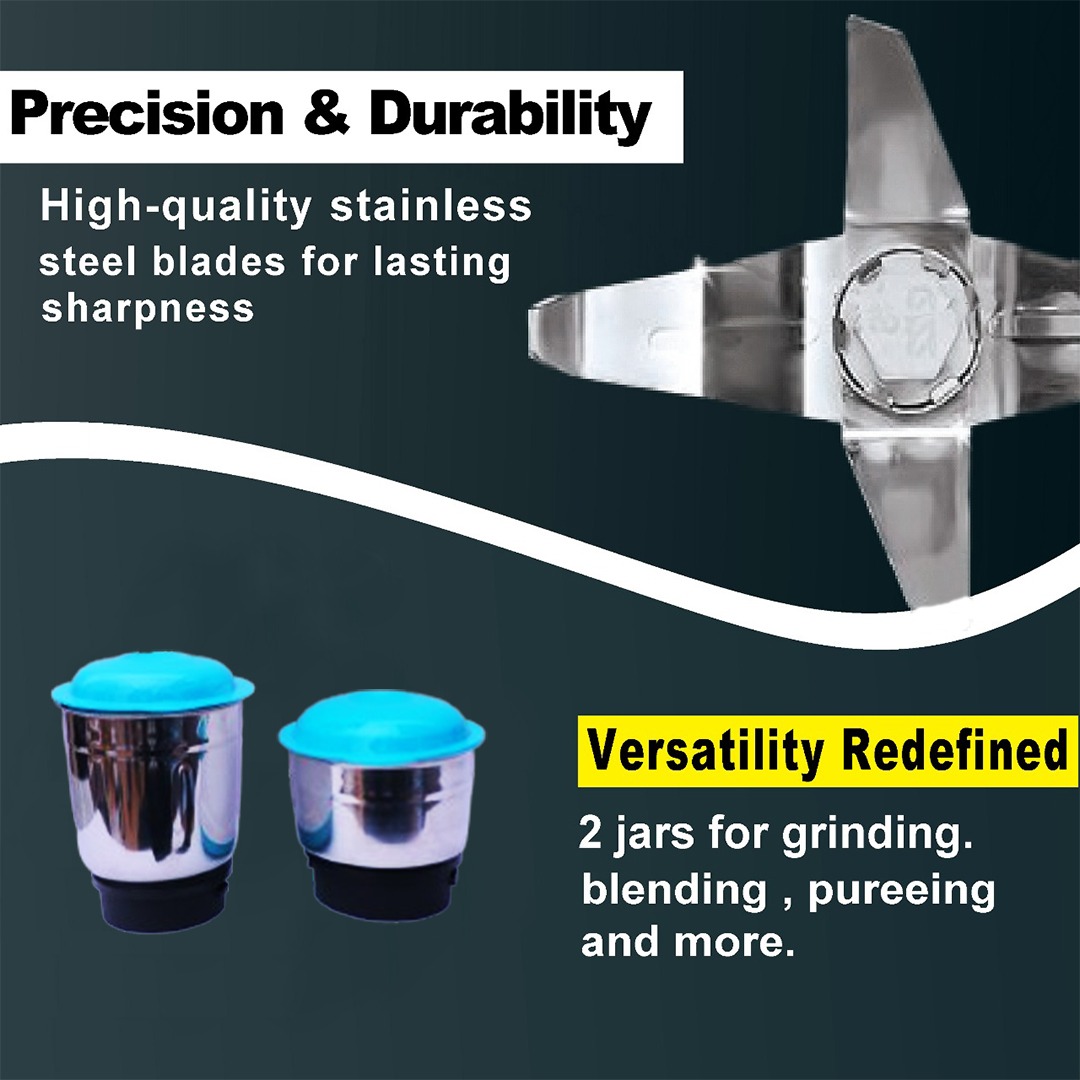 Precision & Durability
High-quality stainless
steel blades for lasting
sharpness
Versatility Redefined
2 jars for grinding.
blending , pureeing
and more.